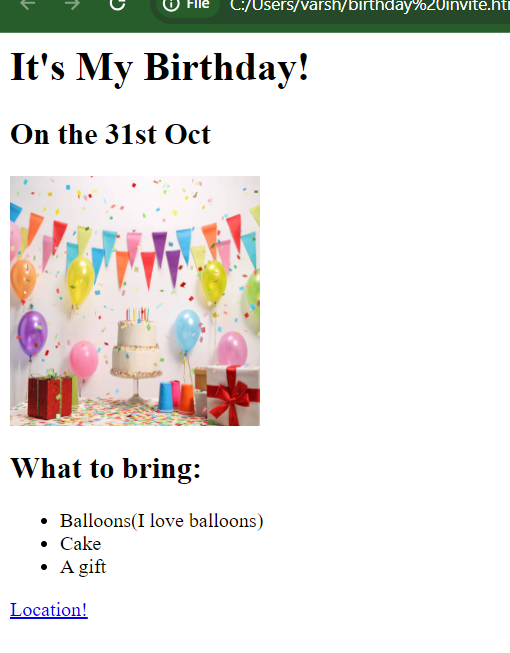 File C:/Users/varsh/birthday%20invite.ht
It's My Birthday!
On the 31st Oct
What to bring:
Balloons(I love balloons)
Cake
A gift
Location!